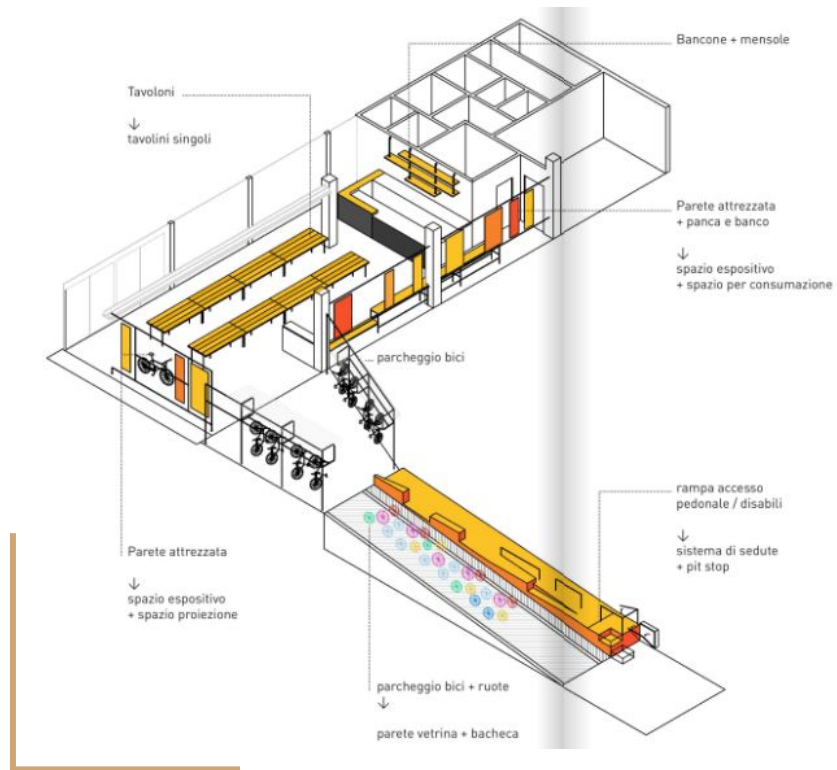 Bancone + mensole
Tavoloni
↓
tavolini singoli
Parete attrezzata
+ panca e banco
↓
spazio espositivo
+ spazio per consumazione
... parcheggio bici
rampa accesso
pedonale / disabili
↓
sistema di sedute
+ pit stop
Parete attrezzata
↓
spazio espositivo
+ spazio proiezione
parcheggio bici + ruote
↓
parete vetrina + bacheca